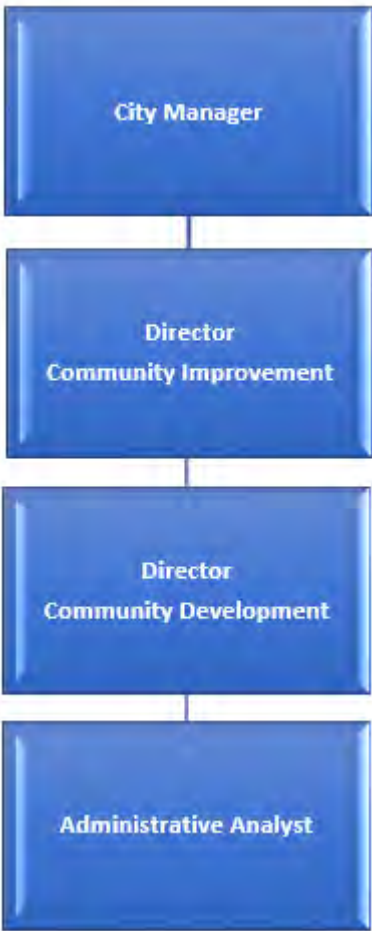 City Manager
Director
Community Improvement
Director
Community Development
Administrative Analyst